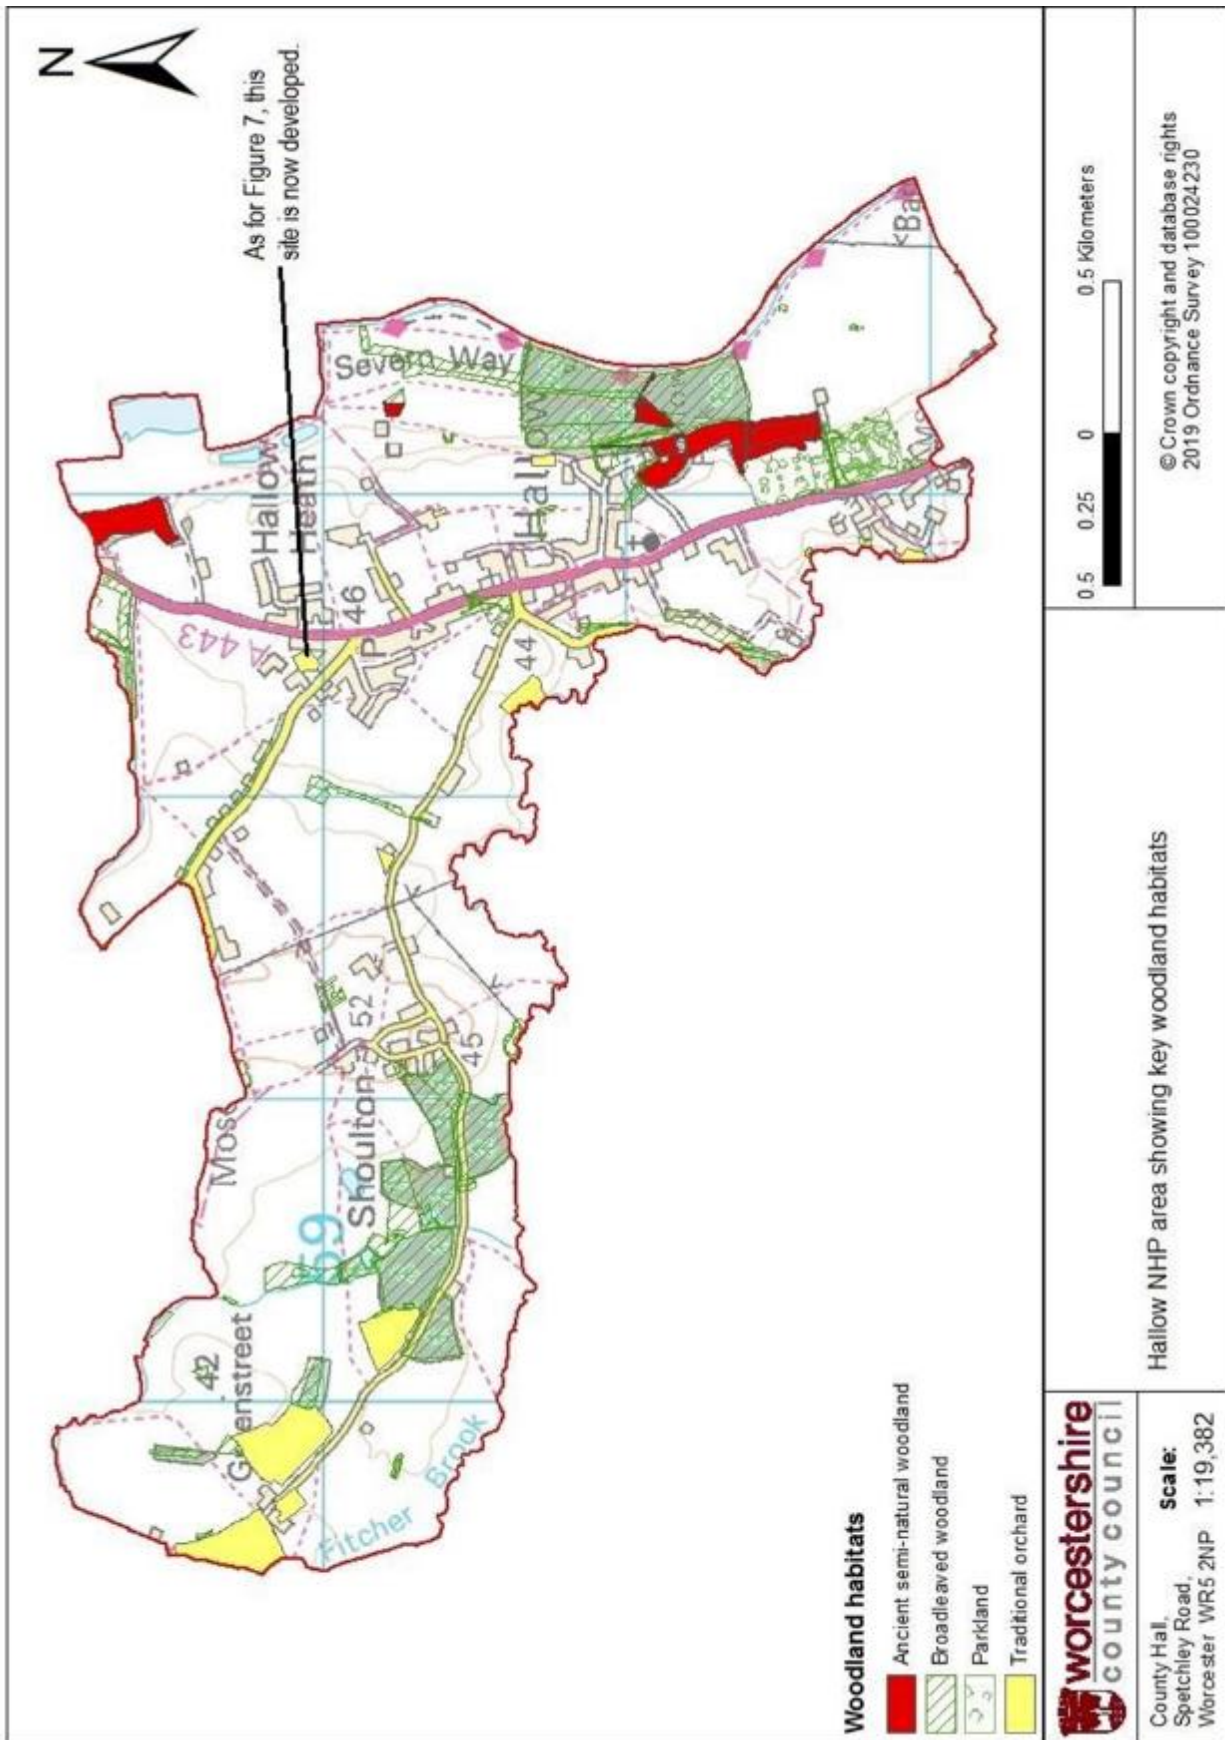 N
As for Figure 7, this
site is now developed.
Severn Way
Hallow
Heath
A 443
46
P
Hallow
44
Mos
59
Shoulton
52
45
42
Greenstreet
Fitcher Brook
Ba
Woodland habitats
Ancient semi-natural woodland
Broadleaved woodland
Parkland
Traditional orchard
worcestershire
county council
County Hall,
Spetchley Road,
Worcester WR5 2NP
Scale:
1:19,382
Hallow NHP area showing key woodland habitats
0.5 0.25 0 0.5 Kilometers
© Crown copyright and database rights
2019 Ordnance Survey 100024230